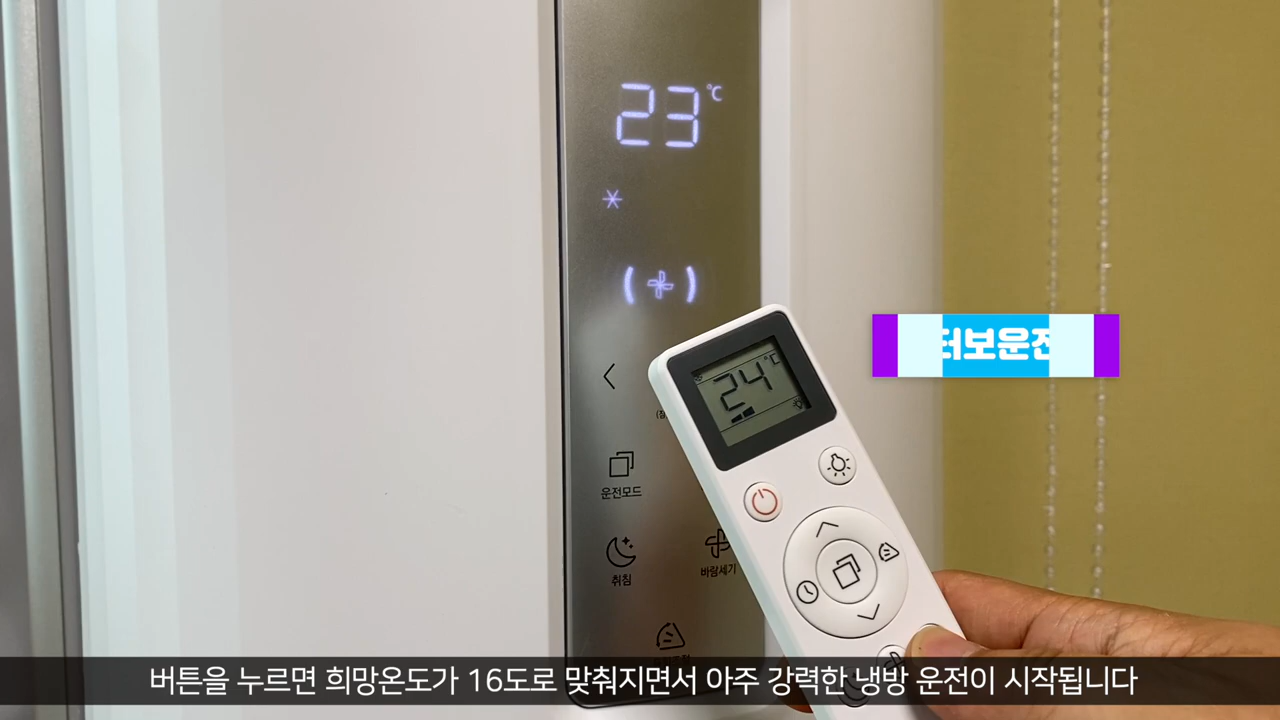 23°C
24°C
터보운전
운전모드
취침
바람세기
버튼을 누르면 희망온도가 16도로 맞춰지면서 아주 강력한 냉방 운전이 시작됩니다